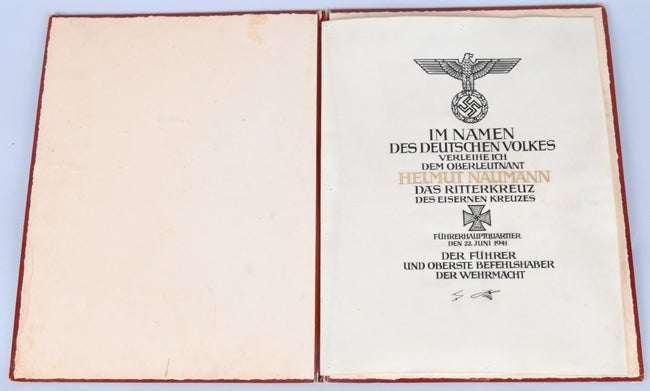 IM NAMEN
DES DEUTSCHEN VOLKES
VERLEIHE ICH
DEM OBERLEUTNANT
HELMUT NAUMANN
DAS RITTERKREUZ
DES EISERNEN KREUZES
FÜHRERHAUPTQUARTIER
DEN 22. JUNI 1941
DER FÜHRER
UND OBERSTE BEFEHLSHABER
DER WEHRMACHT